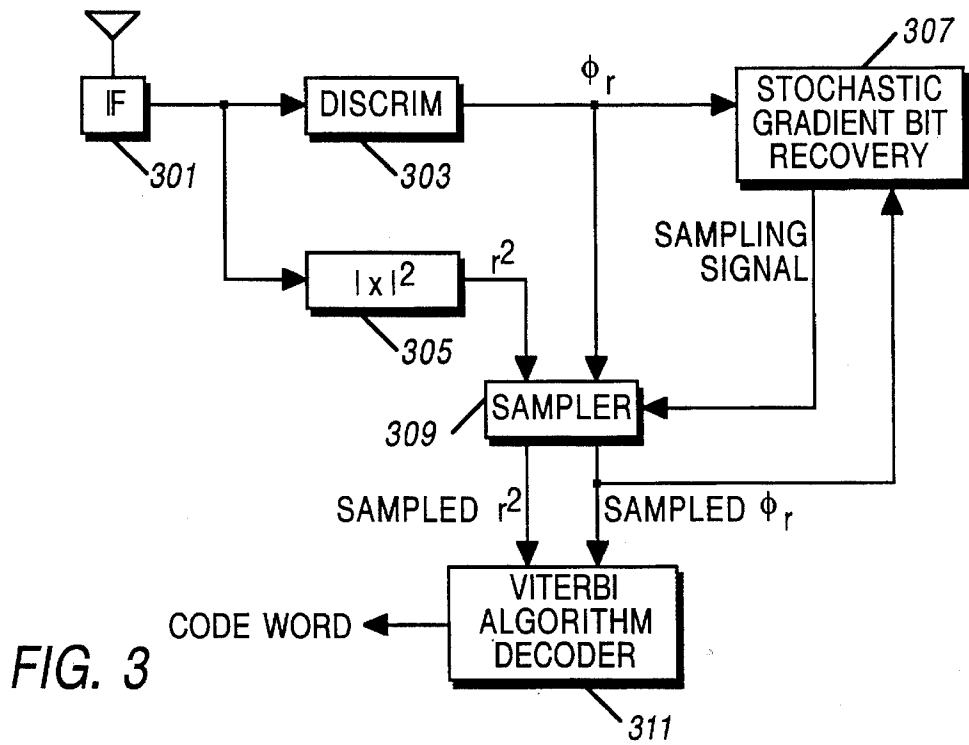 307
IF
DISCRIM
ϕr
STOCHASTIC
GRADIENT BIT
RECOVERY
301
303
|x|²
r²
SAMPLING
SIGNAL
305
SAMPLER
309
SAMPLED r²
SAMPLED ϕr
VITERBI
ALGORITHM
DECODER
CODE WORD
FIG. 3
311